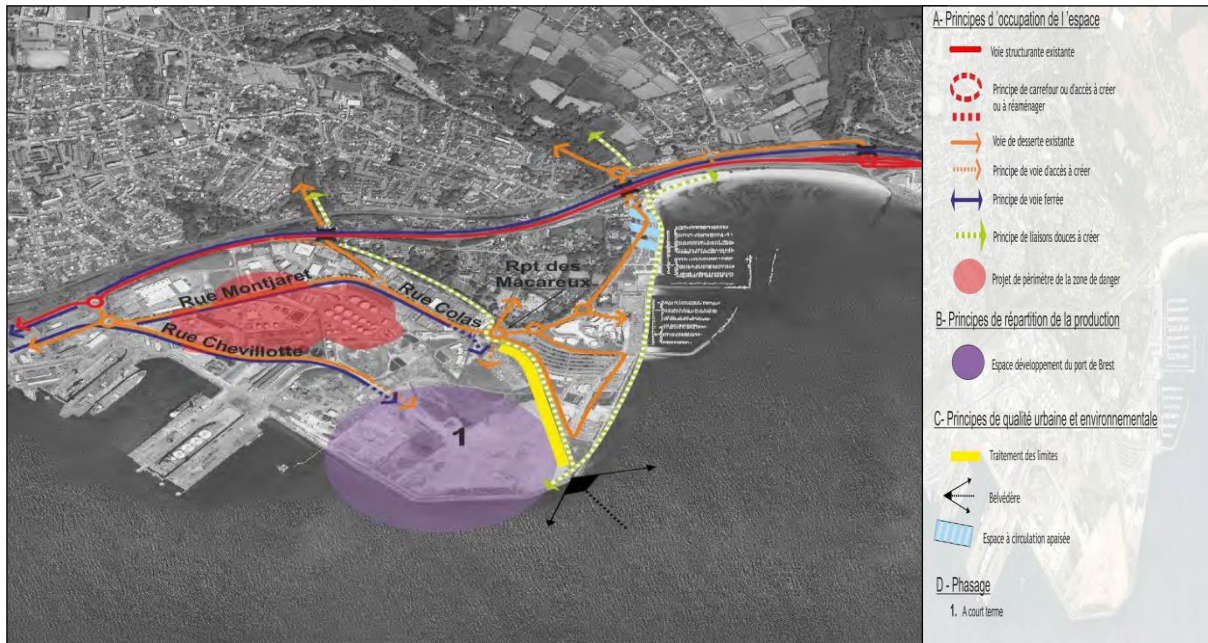 Rue Montjaret
Rue Chevillotte
Rue Colas
Rpt des
Macareux
1
A- Principes d 'occupation de l 'espace
Voie structurante existante
Principe de carrefour ou d'accès à créer
ou à réaménager
Voie de desserte existante
Principe de voie d'accès à créer
Principe de voie ferrée
Principe de liaisons douces à créer
Projet de périmètre de la zone de danger
B- Principes de répartition de la production
Espace développement du port de Brest
C- Principes de qualité urbaine et environnementale
Traitement des limites
Belvédère
Espace à circulation apaisée
D - Phasage
1. A court terme